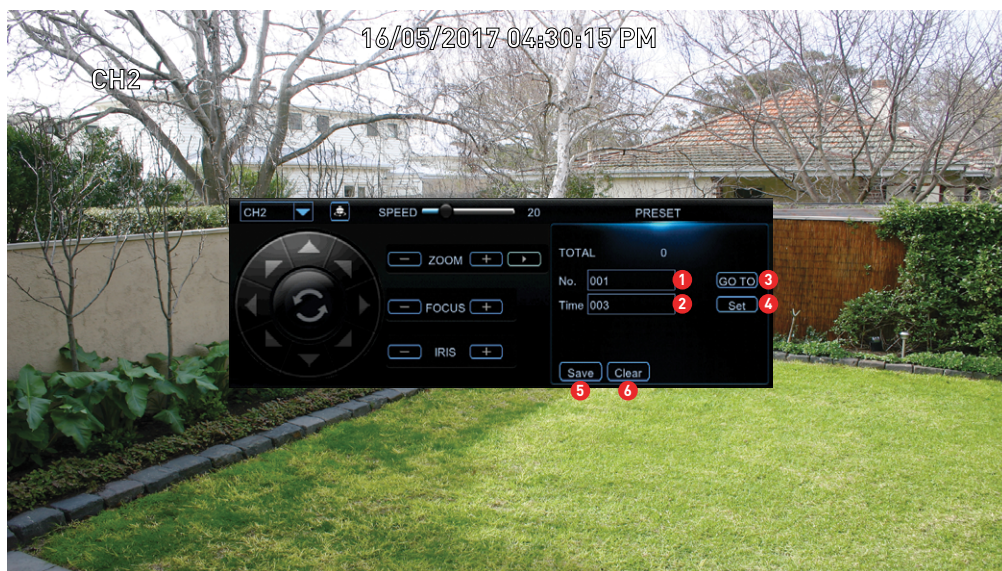 16/05/2017 04:30:15 PM
CH2
CH2 SPEED 20 PRESET
TOTAL 0
ZOOM
No. 001 1 GO TO 3
Time 003 2 Set 4
FOCUS
IRIS
Save Clear
5 6